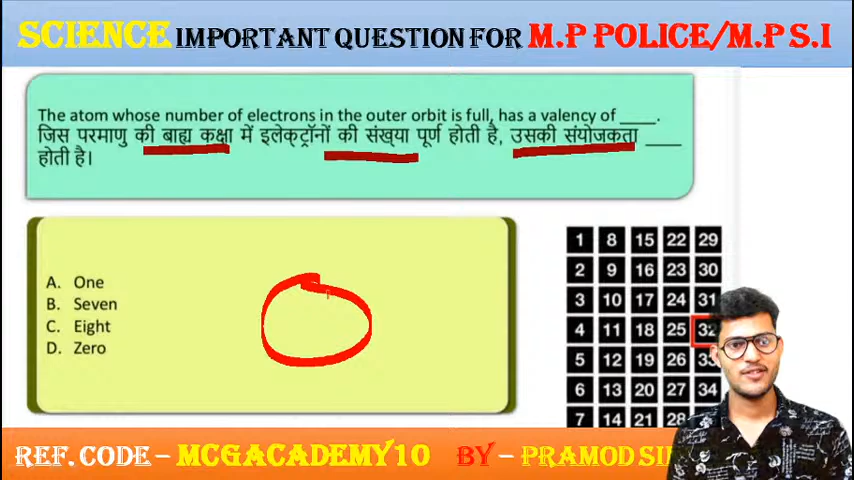 SCIENCE IMPORTANT QUESTION FOR M.P POLICE/M.P S.I
The atom whose number of electrons in the outer orbit is full, has a valency of ____.
जिस परमाणु की बाह्य कक्षा में इलेक्ट्रॉनों की संख्या पूर्ण होती है, उसकी संयोजकता ____
होती है।
A. One
B. Seven
C. Eight
D. Zero
1 8 15 22 29
2 9 16 23 30
3 10 17 24 31
4 11 18 25 32
5 12 19 26 33
6 13 20 27 34
7 14 21 28
REF. CODE - MCGACADEMY10 BY - PRAMOD